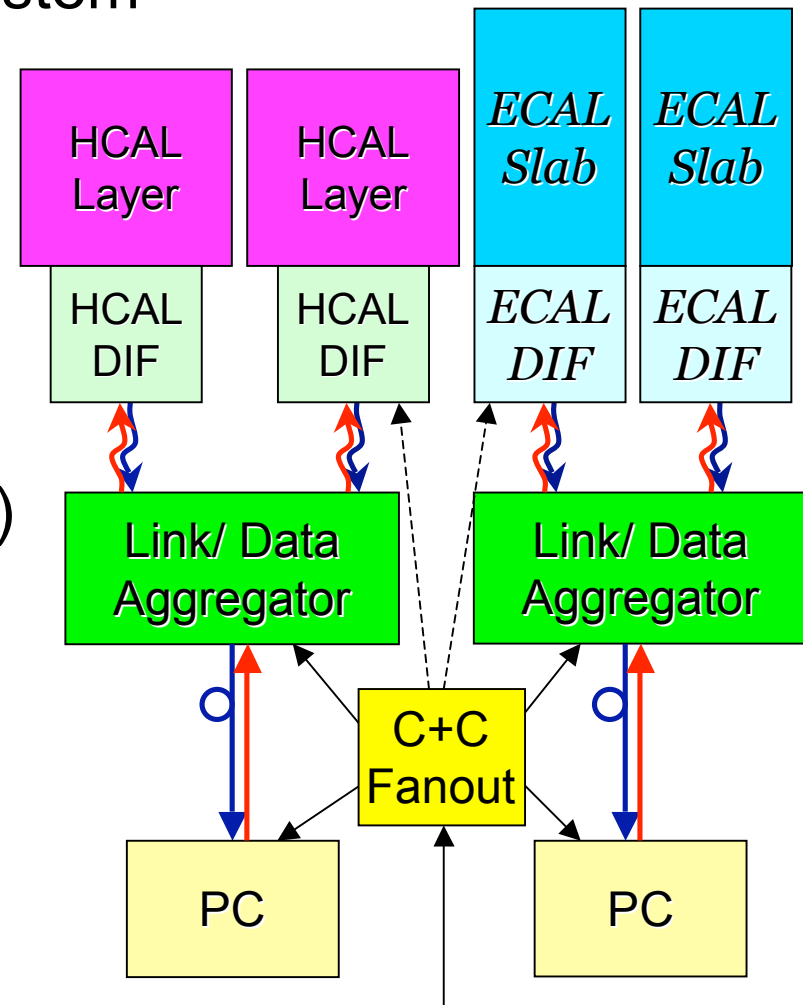 stom
HCAL
Layer
HCAL
Layer
ECAL
Slab
ECAL
Slab
HCAL
DIF
HCAL
DIF
ECAL
DIF
ECAL
DIF
)
Link/ Data
Aggregator
Link/ Data
Aggregator
C+C
Fanout
PC
PC